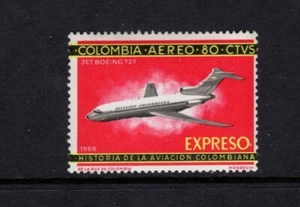 COLOMBIA-AEREO-80-CTVS
JET BOEING 727
EXPRESO
1966
HISTORIA DE LA AVIACION COLOMBIANA